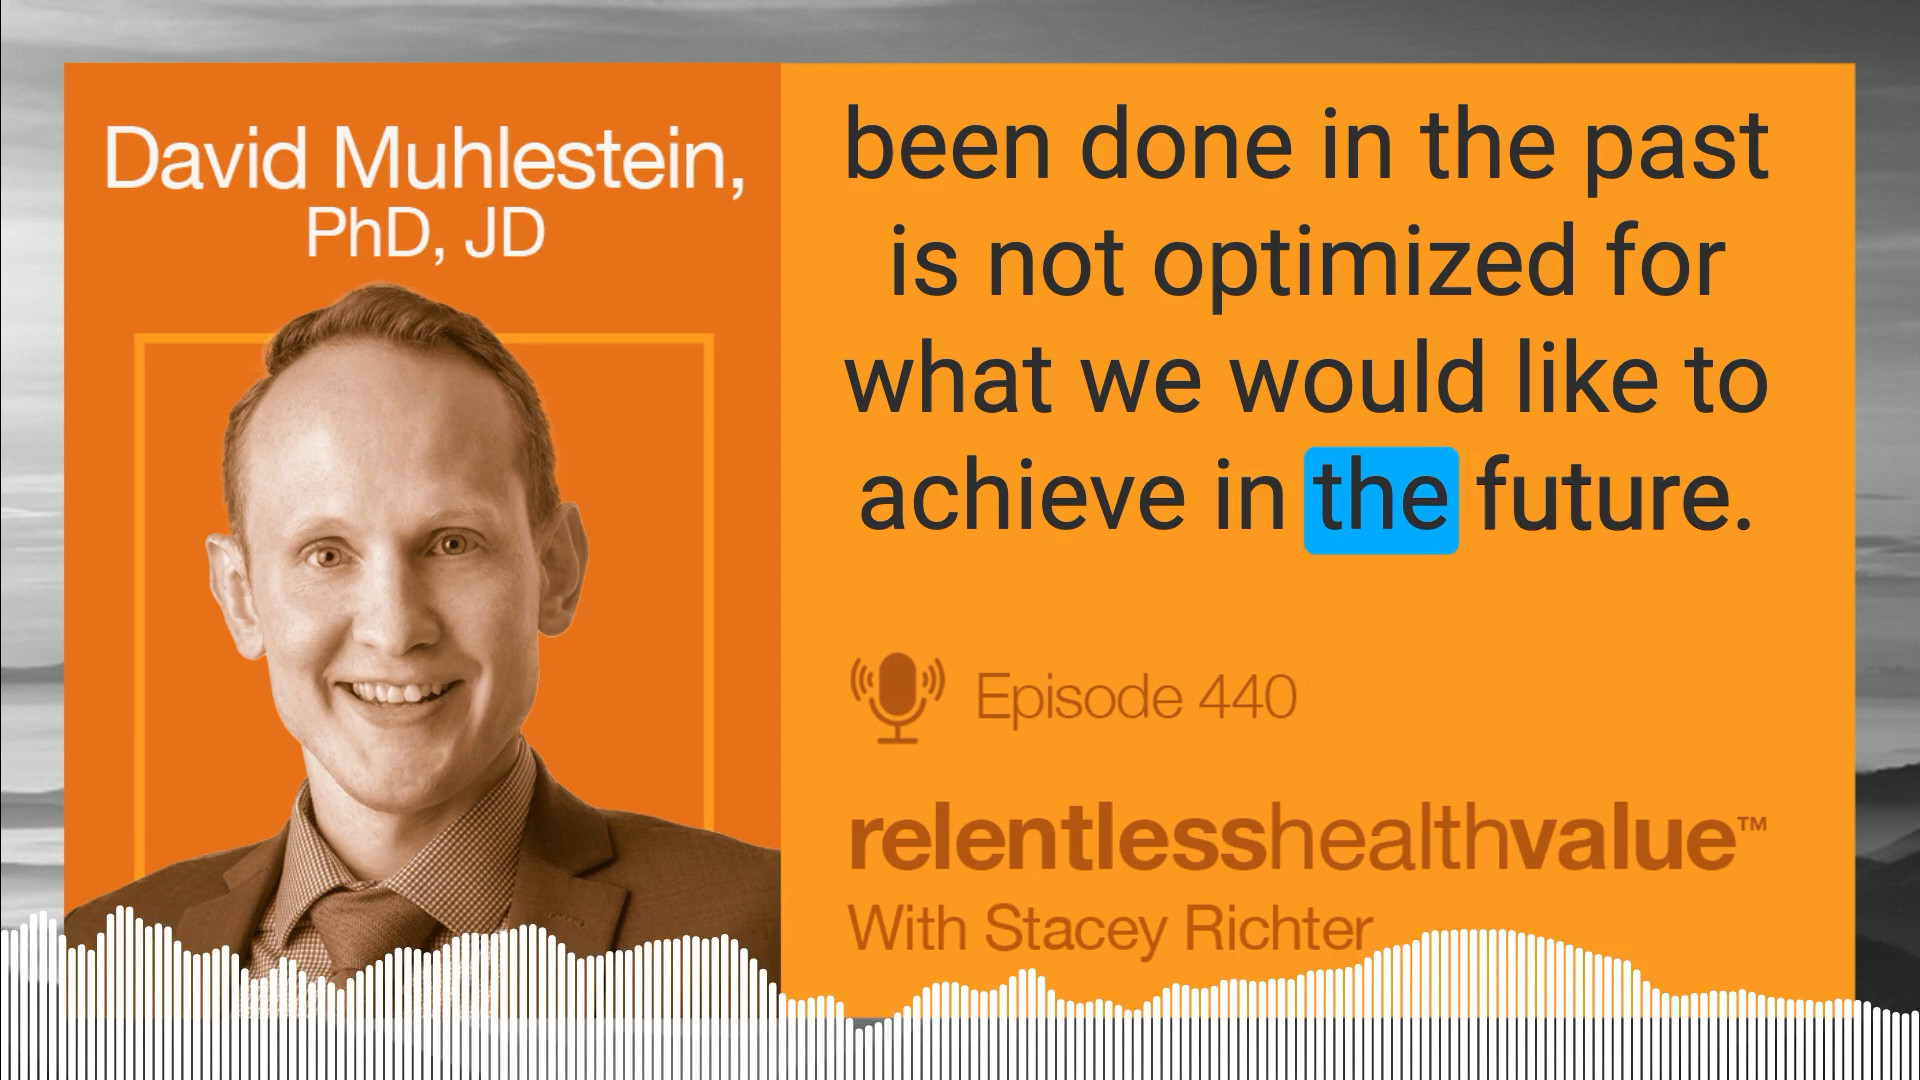 David Muhlestein,
PhD, JD
been done in the past
is not optimized for
what we would like to
achieve in the future.
Episode 440
relentlesshealthvalue™
With Stacey Richter